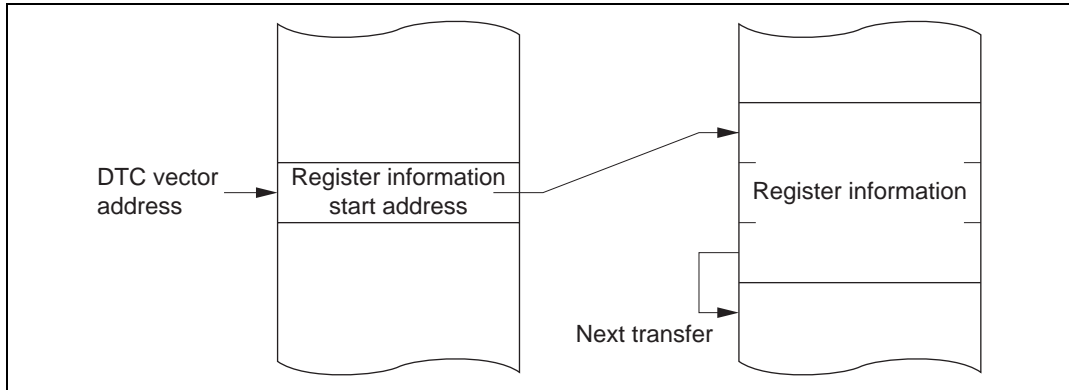 DTC vector
address
Register information
start address
Register information
Next transfer